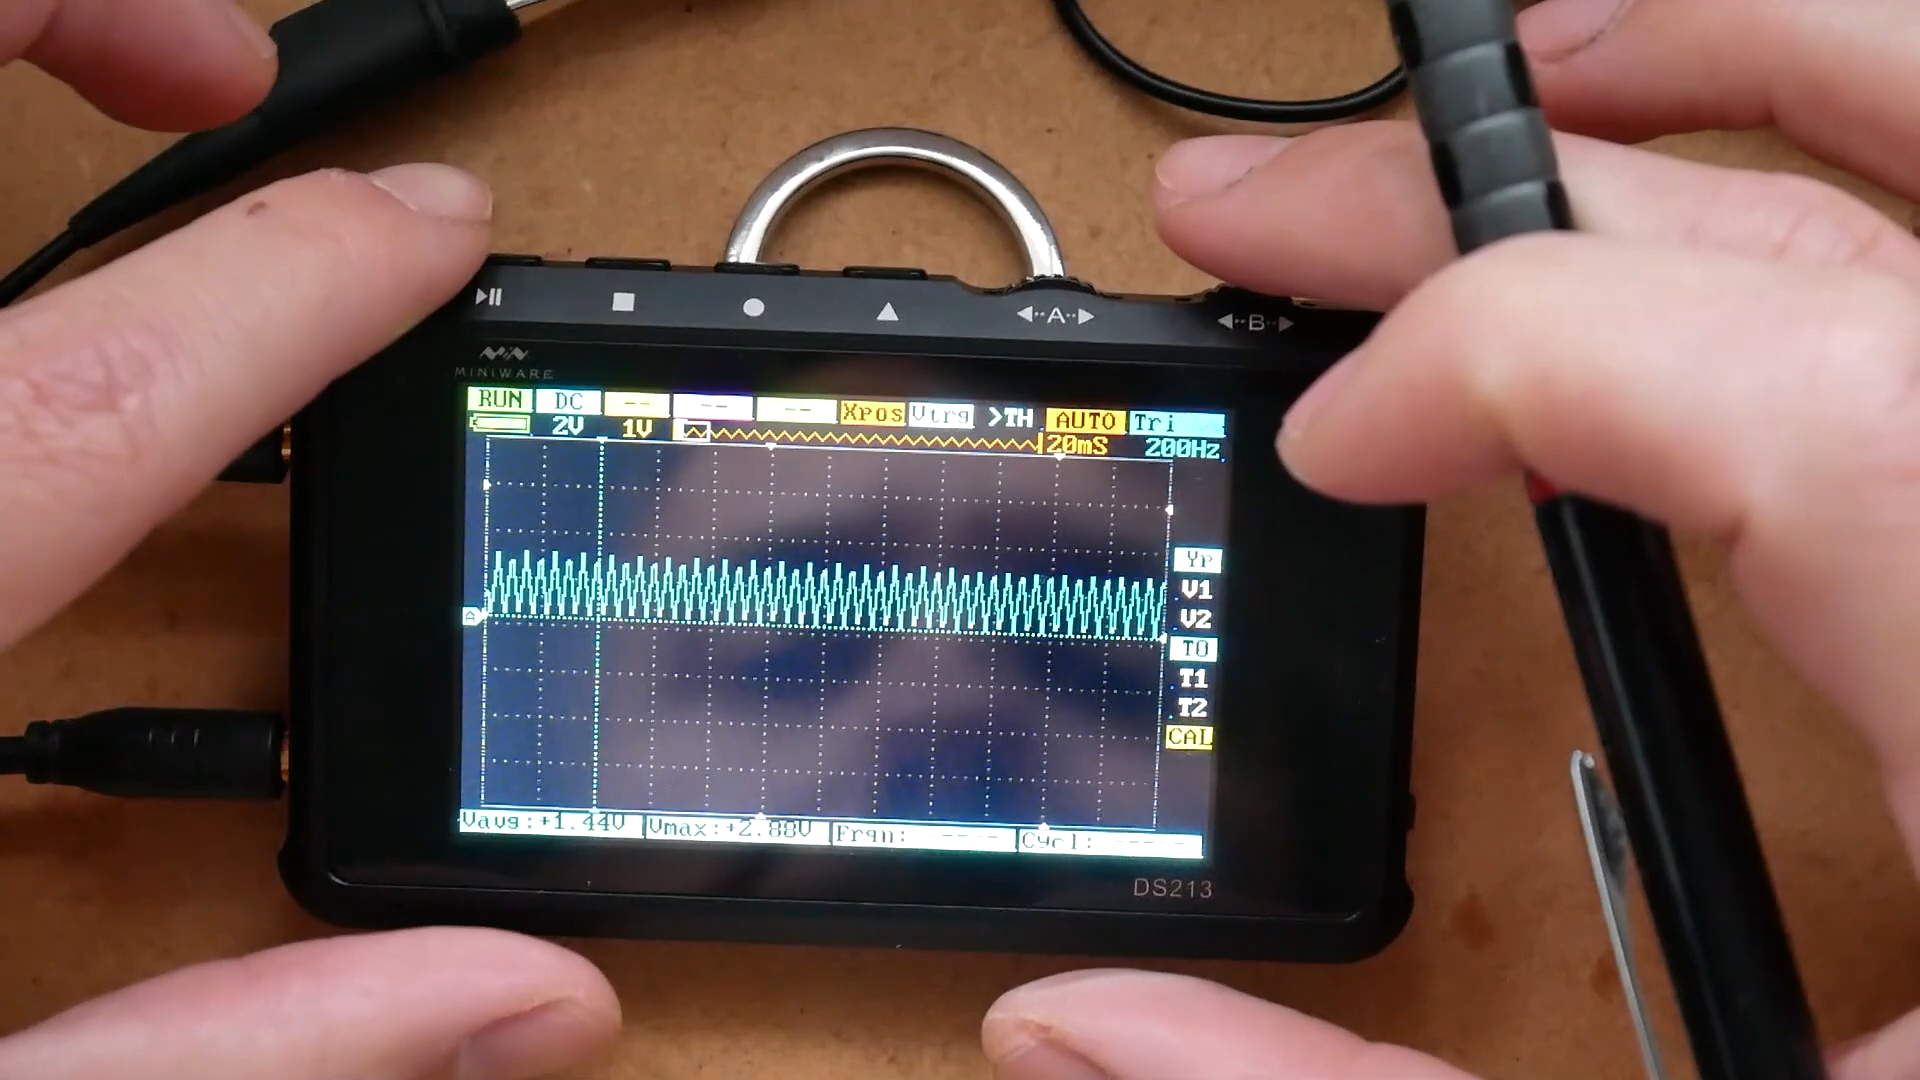 ◄··A··►
◄··B··►
MINIWARE
RUN DC -- -- -- Xpos Vtrg >TH AUTO Tri
2V 1V 20mS 200Hz
A
Yp
V1
V2
T0
T1
T2
CAL
Vavg:+1.44V Vmax:+2.88V Frqn: ---- Cycl: ----
DS213